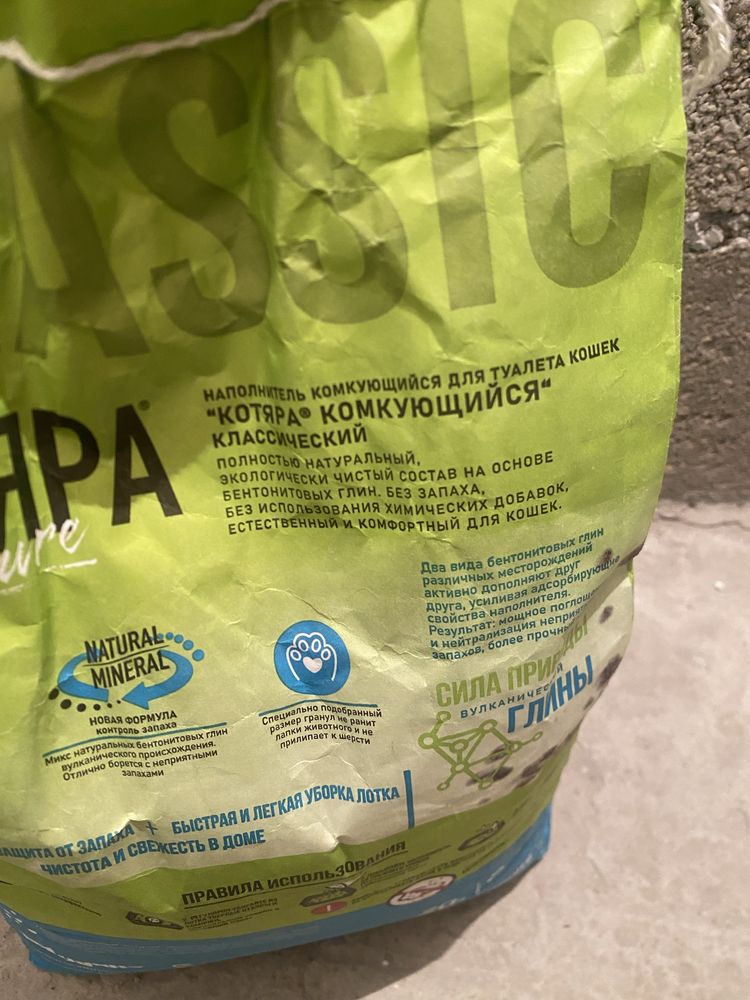 ASSIC
ЯРА®
ure
НАПОЛНИТЕЛЬ КОМКУЮЩИЙСЯ ДЛЯ ТУАЛЕТА КОШЕК
"КОТЯРА® КОМКУЮЩИЙСЯ"
КЛАССИЧЕСКИЙ
ПОЛНОСТЬЮ НАТУРАЛЬНЫЙ,
ЭКОЛОГИЧЕСКИ ЧИСТЫЙ СОСТАВ НА ОСНОВЕ
БЕНТОНИТОВЫХ ГЛИН. БЕЗ ЗАПАХА,
БЕЗ ИСПОЛЬЗОВАНИЯ ХИМИЧЕСКИХ ДОБАВОК,
ЕСТЕСТВЕННЫЙ И КОМФОРТНЫЙ ДЛЯ КОШЕК.
Два вида бентонитовых глин
различных месторождений
активно дополняют друг
друга, усиливая адсорбирующие
свойства наполнителя.
Результат: мощное поглощ
и нейтрализация неприят
запахов, более прочн
СИЛА ПРИРОДЫ
ВУЛКАНИЧЕСКОЙ
ГЛИНЫ
NATURAL
MINERAL
НОВАЯ ФОРМУЛА
контроль запаха
Микс натуральных бентонитовых глин
вулканического происхождения.
Отлично борется с неприятными
запахами
Специально подобранный
размер гранул не ранит
лапки животного и не
прилипает к шерсти
ЗАЩИТА ОТ ЗАПАХА + БЫСТРАЯ И ЛЕГКАЯ УБОРКА ЛОТКА
ЧИСТОТА И СВЕЖЕСТЬ В ДОМЕ
ПРАВИЛА ИСПОЛЬЗОВАНИЯ